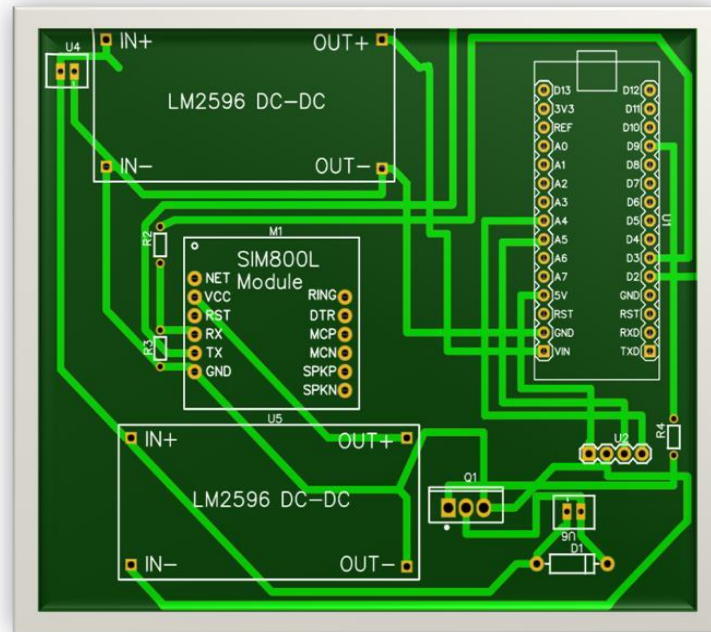 U4
IN+
OUT+
LM2596 DC-DC
IN-
OUT-
D13
3V3
REF
A0
A1
A2
A3
A4
A5
A6
A7
5V
RST
GND
VIN
D12
D11
D10
D9
D8
D7
D6
D5
D4
D3
D2
GND
RST
RXD
TXD
U1
R2
M1
SIM800L
Module
NET
VCC
RST
RX
TX
GND
RING
DTR
MCP
MCN
SPKP
SPKN
R3
U5
IN+
OUT+
LM2596 DC-DC
IN-
OUT-
Q1
U2
R4
U6
D1